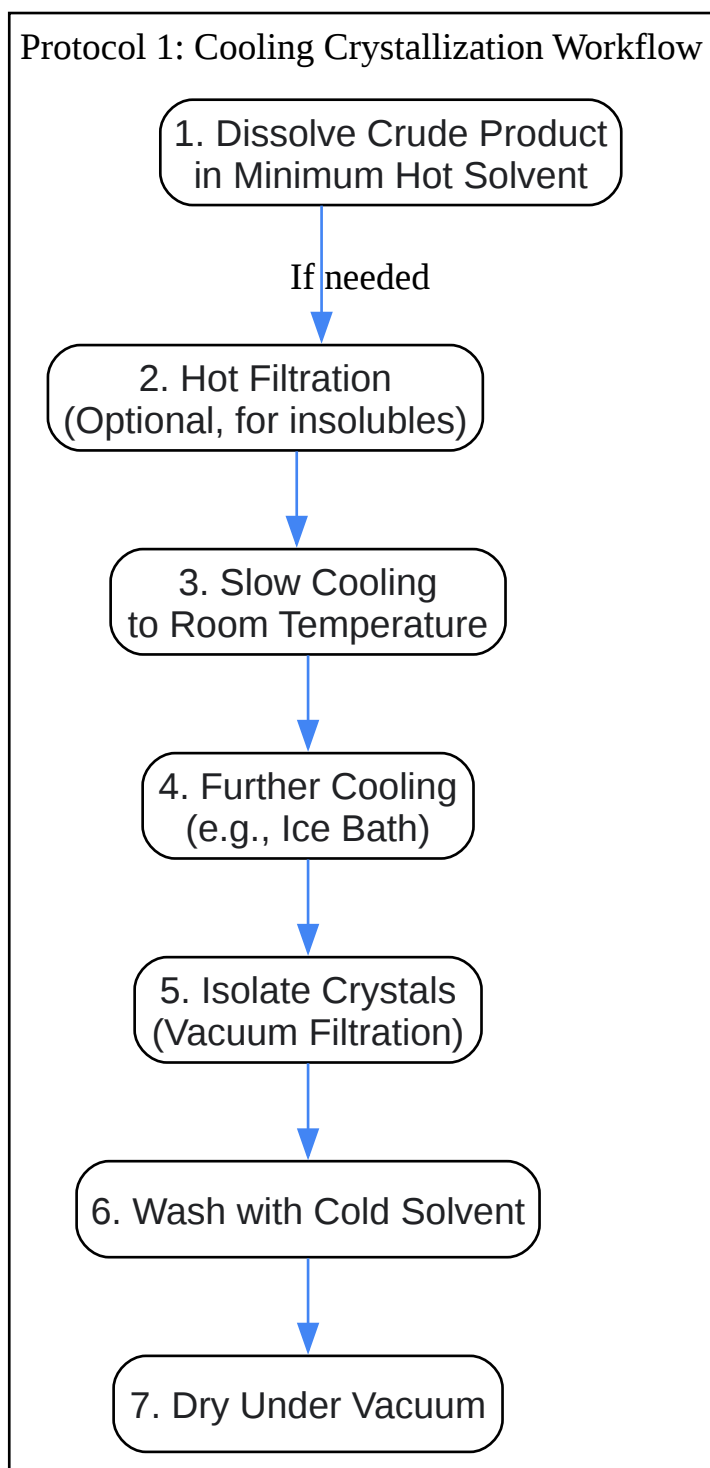 Protocol 1: Cooling Crystallization Workflow
1. Dissolve Crude Product
in Minimum Hot Solvent
If needed
2. Hot Filtration
(Optional, for insolubles)
3. Slow Cooling
to Room Temperature
4. Further Cooling
(e.g., Ice Bath)
5. Isolate Crystals
(Vacuum Filtration)
6. Wash with Cold Solvent
7. Dry Under Vacuum